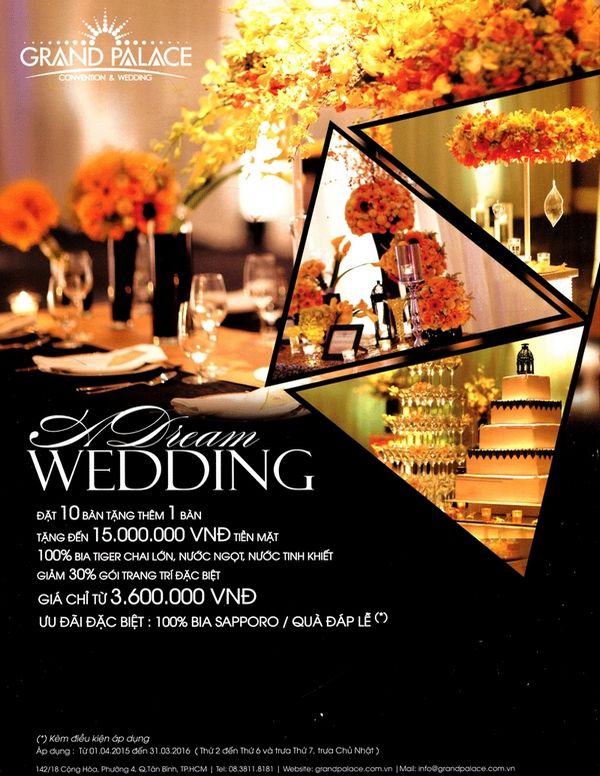 GRAND PALACE
CONVENTION & WEDDING
A Dream
WEDDING
ĐẶT 10 BÀN TẶNG THÊM 1 BÀN
TẶNG ĐẾN 15.000.000 VNĐ TIỀN MẶT
100% BIA TIGER CHAI LỚN, NƯỚC NGỌT, NƯỚC TINH KHIẾT
GIẢM 30% GÓI TRANG TRÍ ĐẶC BIỆT
GIÁ CHỈ TỪ 3.600.000 VNĐ
ƯU ĐÃI ĐẶC BIỆT : 100% BIA SAPPORO / QUÀ ĐÁP LỄ (*)
(*) Kèm điều kiện áp dụng
Áp dụng : Từ 01.04.2015 đến 31.03.2016 ( Thứ 2 đến Thứ 6 và trưa Thứ 7, trưa Chủ Nhật )
142/18 Cộng Hòa, Phường 4, Q.Tân Bình, TP.HCM | Tel: 08.3811.8181 | Website: grandpalace.com.vn |Mail: info@grandpalace.com.vn